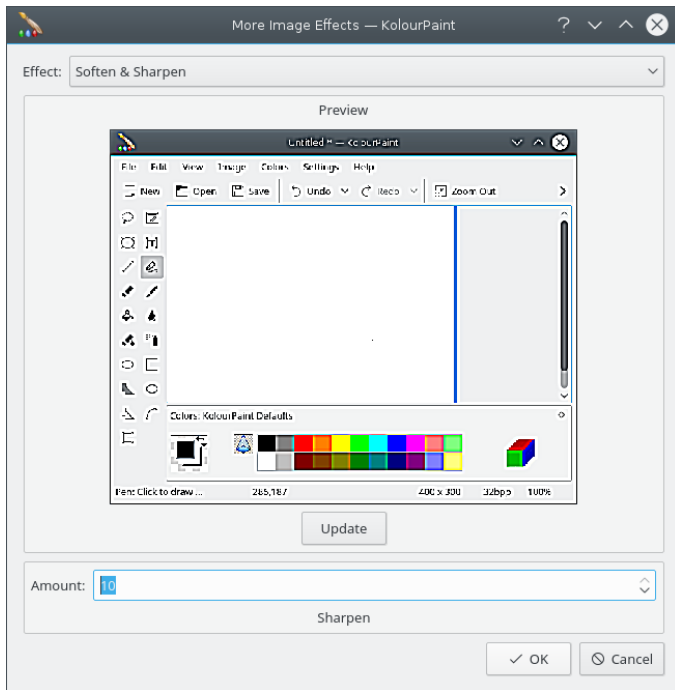 More Image Effects — KolourPaint
Effect: Soften & Sharpen
Preview
Untitled * — KolourPaint
File Edit View Image Colors Settings Help
New Open Save Undo Redo Zoom Out
Colors: KolourPaint Defaults
Pen: Click to draw ... 285,187 400 x 300 32bpp 100%
Update
Amount: 10
Sharpen
OK Cancel